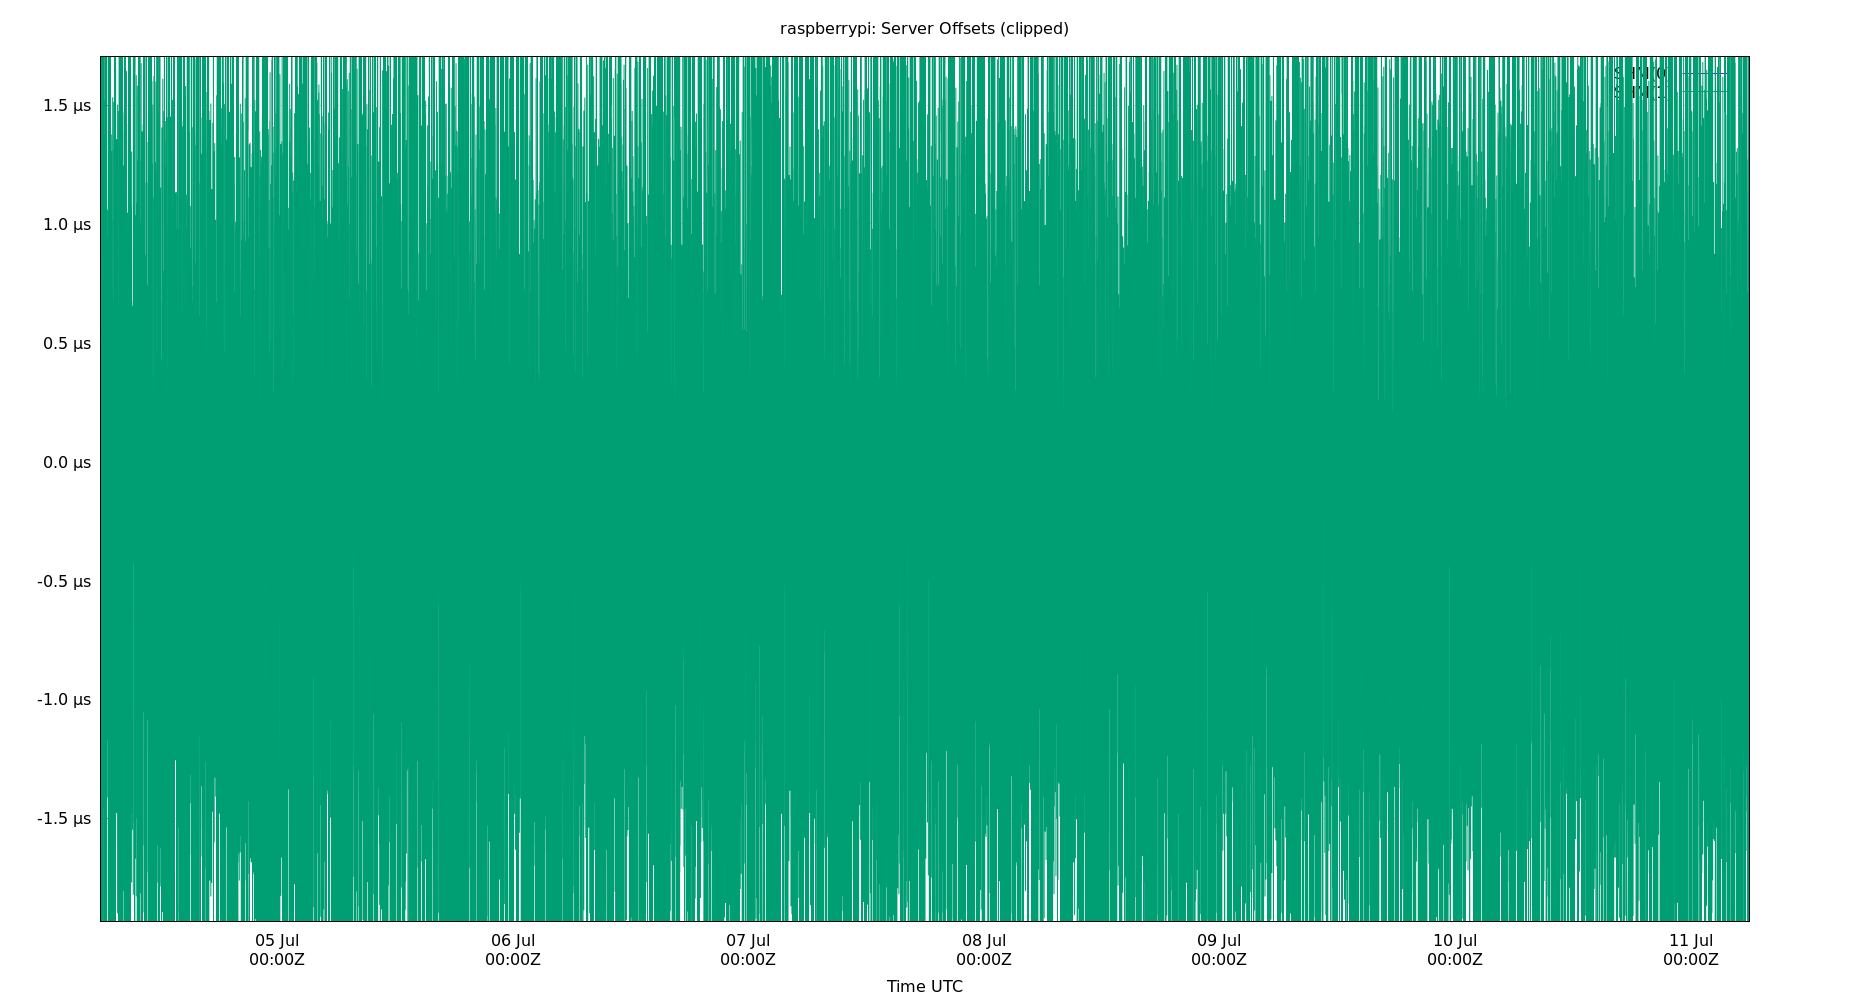 raspberrypi: Server Offsets (clipped)
1.5 µs
1.0 µs
0.5 µs
0.0 µs
-0.5 µs
-1.0 µs
-1.5 µs
05 Jul 06 Jul 07 Jul 08 Jul 09 Jul 10 Jul 11 Jul
00:00Z 00:00Z 00:00Z 00:00Z 00:00Z 00:00Z 00:00Z
Time UTC